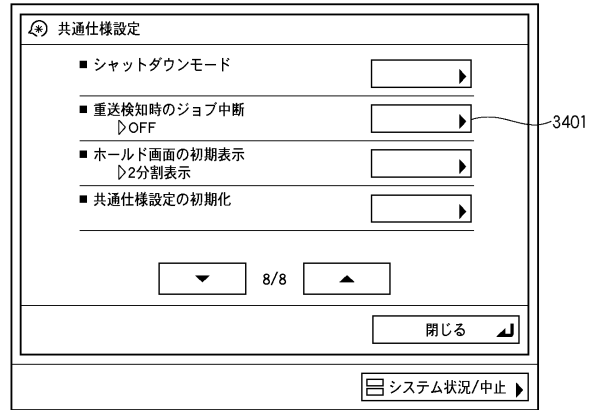 共通仕様設定
■ シャットダウンモード
■ 重送検知時のジョブ中断
▷OFF
3401
■ ホールド画面の初期表示
▷2分割表示
■ 共通仕様設定の初期化
8/8
閉じる
システム状況/中止